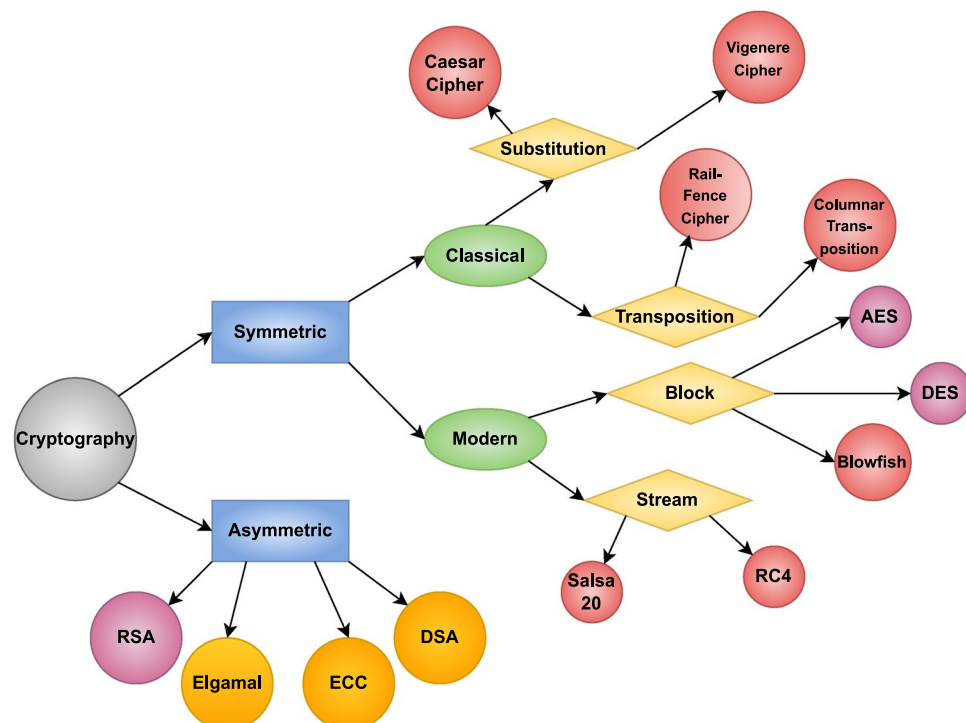 Caesar
Cipher
Vigenere
Cipher
Substitution
Rail-
Fence
Cipher
Columnar
Trans-
position
Classical
Transposition
AES
Symmetric
Block
DES
Cryptography
Modern
Blowfish
Stream
Asymmetric
Salsa
20
RC4
RSA
DSA
Elgamal
ECC